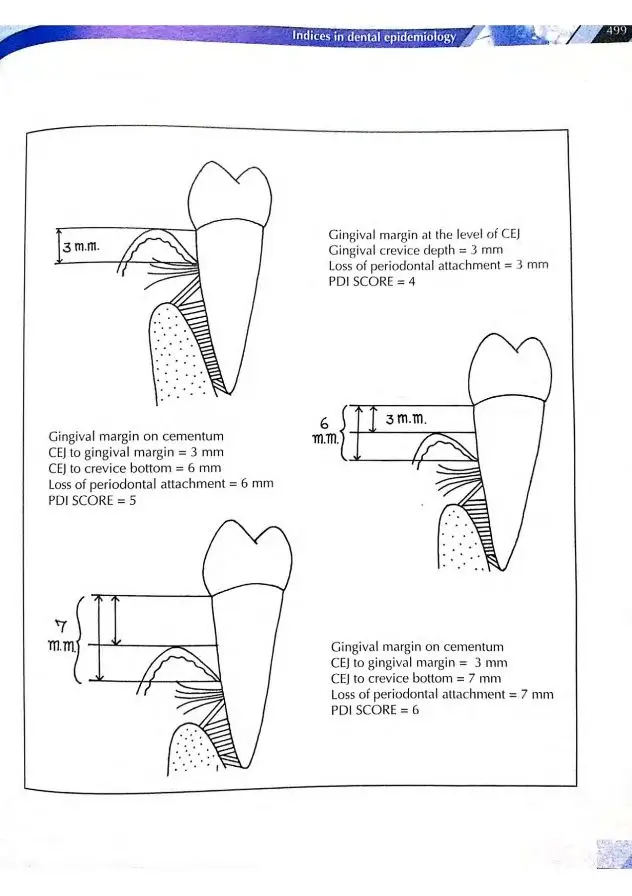 Indices in dental epidemiology
499
3 m.m.
Gingival margin at the level of CEJ
Gingival crevice depth = 3 mm
Loss of periodontal attachment = 3 mm
PDI SCORE = 4
Gingival margin on cementum
CEJ to gingival margin = 3 mm
CEJ to crevice bottom = 6 mm
Loss of periodontal attachment = 6 mm
PDI SCORE = 5
6
m.m.
3 m.m.
7
m.m.
Gingival margin on cementum
CEJ to gingival margin = 3 mm
CEJ to crevice bottom = 7 mm
Loss of periodontal attachment = 7 mm
PDI SCORE = 6